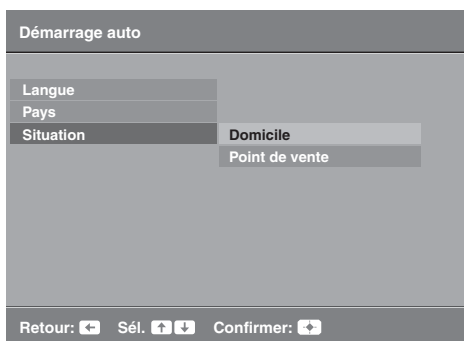 Démarrage auto
Langue
Pays
Situation Domicile
Point de vente
Retour: Sél. Confirmer: